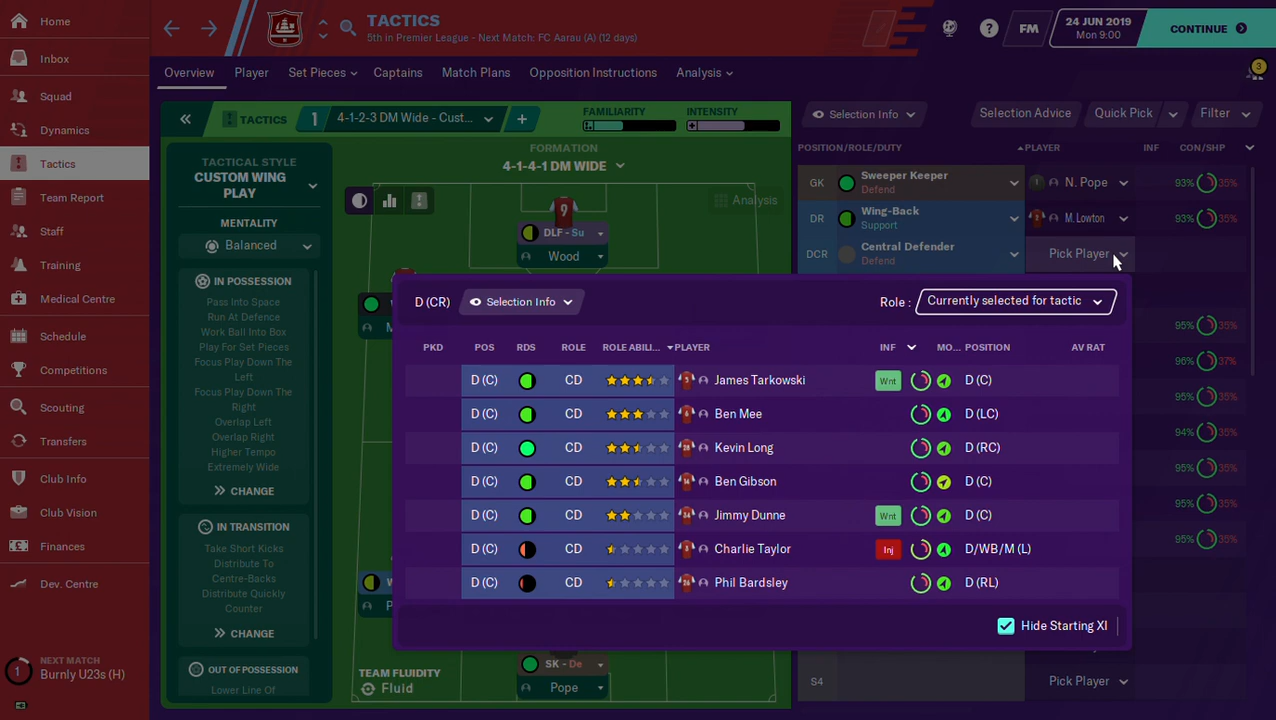 Home
Inbox
Squad
Dynamics
Tactics
Team Report
Staff
Training
Medical Centre
Schedule
Competitions
Scouting
Transfers
Club Info
Club Vision
Finances
Dev. Centre
1
NEXT MATCH
Burnly U23s (H)
TACTICS
5th in Premier League - Next Match: FC Aarau (A) (12 days)
?
FM
24 JUN 2019
Mon 9:00
CONTINUE
Overview
Player
Set Pieces
Captains
Match Plans
Opposition Instructions
Analysis
3
TACTICS
1
4-1-2-3 DM Wide - Cust...
FAMILIARITY
INTENSITY
TACTICAL STYLE
CUSTOM WING
PLAY
MENTALITY
Balanced
IN POSSESSION
Pass Into Space
Run At Defence
Work Ball Into Box
Play For Set Pieces
Focus Play Down The
Left
Focus Play Down The
Right
Overlap Left
Overlap Right
Higher Tempo
Extremely Wide
CHANGE
IN TRANSITION
Take Short Kicks
Distribute To
Centre-Backs
Distribute Quickly
Counter
CHANGE
OUT OF POSSESSION
Lower Line Of
FORMATION
4-1-4-1 DM WIDE
Analysis
9
DLF - Su
Wood
SK - De
Pope
TEAM FLUIDITY
Fluid
Selection Info
Selection Advice
Quick Pick
Filter
POSITION/ROLE/DUTY
PLAYER
INF
CON/SHP
GK
Sweeper Keeper
Defend
N. Pope
93%
35%
DR
Wing-Back
Support
M. Lowton
93%
35%
DCR
Central Defender
Defend
Pick Player
95%
35%
96%
37%
95%
35%
94%
35%
95%
35%
95%
35%
95%
35%
S4
Pick Player
D (CR)
Selection Info
Role :
Currently selected for tactic
PKD
POS
RDS
ROLE
ROLE ABILI...
PLAYER
INF
MO...
POSITION
AV RAT
D (C)
CD
James Tarkowski
Wnt
D (C)
D (C)
CD
Ben Mee
D (LC)
D (C)
CD
Kevin Long
D (RC)
D (C)
CD
Ben Gibson
D (C)
D (C)
CD
Jimmy Dunne
Wnt
D (C)
D (C)
CD
Charlie Taylor
Inj
D/WB/M (L)
D (C)
CD
Phil Bardsley
D (RL)
Hide Starting XI